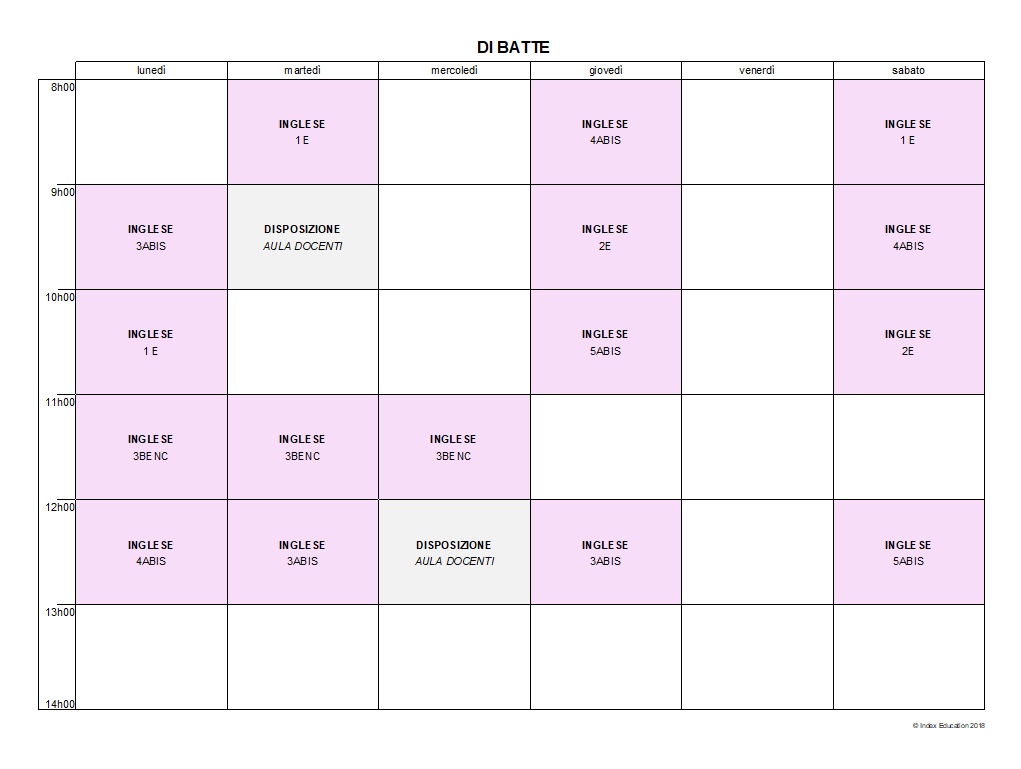 DI BATTE
lunedì martedì mercoledì giovedì venerdì sabato
8h00
INGLESE INGLESE INGLESE
1 E 4ABIS 1 E
9h00
INGLESE DISPOSIZIONE INGLESE INGLESE
3ABIS AULA DOCENTI 2E 4ABIS
10h00
INGLESE INGLESE INGLESE
1 E 5ABIS 2E
11h00
INGLESE INGLESE INGLESE
3BENC 3BENC 3BENC
12h00
INGLESE INGLESE DISPOSIZIONE INGLESE INGLESE
4ABIS 3ABIS AULA DOCENTI 3ABIS 5ABIS
13h00
14h00
© Index Education 2018